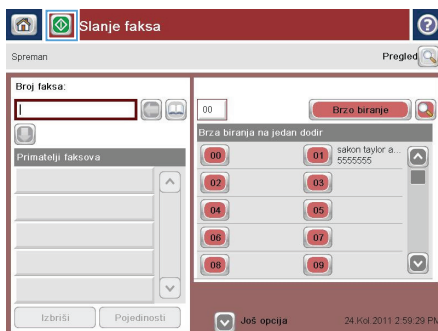 Slanje faksa
Spreman
Pregled
Broj faksa:
00
Brzo biranje
Brza biranja na jedan dodir
00
01 sakon taylor a...
5555555
Primatelji faksova
02
03
04
05
06
07
08
09
Izbriši
Pojedinosti
Još opcija
24 Kol 2011 2:59:29 PM